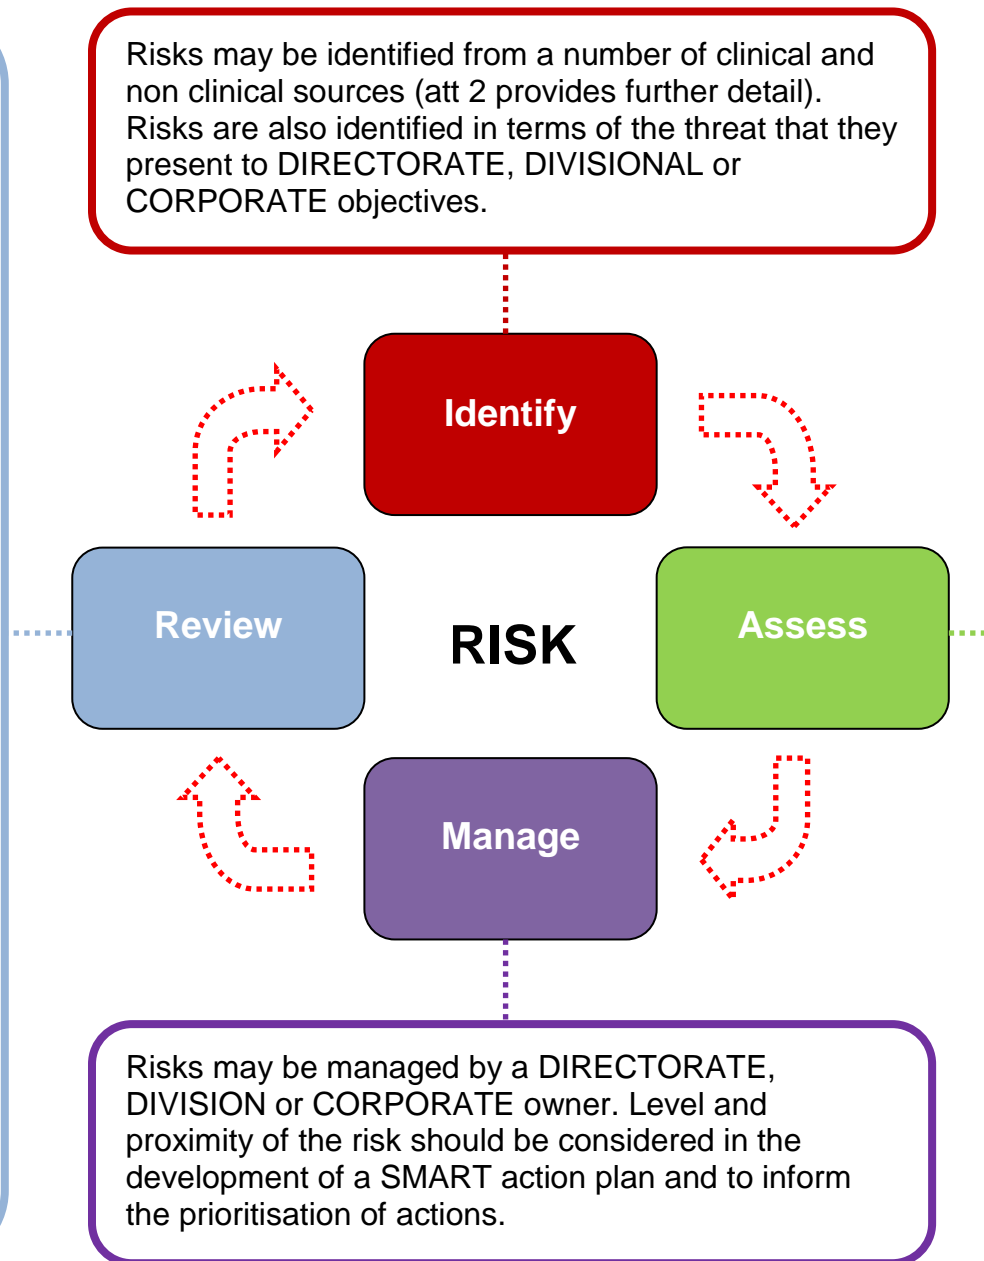 Risks may be identified from a number of clinical and
non clinical sources (att 2 provides further detail).
Risks are also identified in terms of the threat that they
present to DIRECTORATE, DIVISIONAL or
CORPORATE objectives.
Identify
Review
RISK
Assess
Manage
Risks may be managed by a DIRECTORATE,
DIVISION or CORPORATE owner. Level and
proximity of the risk should be considered in the
development of a SMART action plan and to inform
the prioritisation of actions.